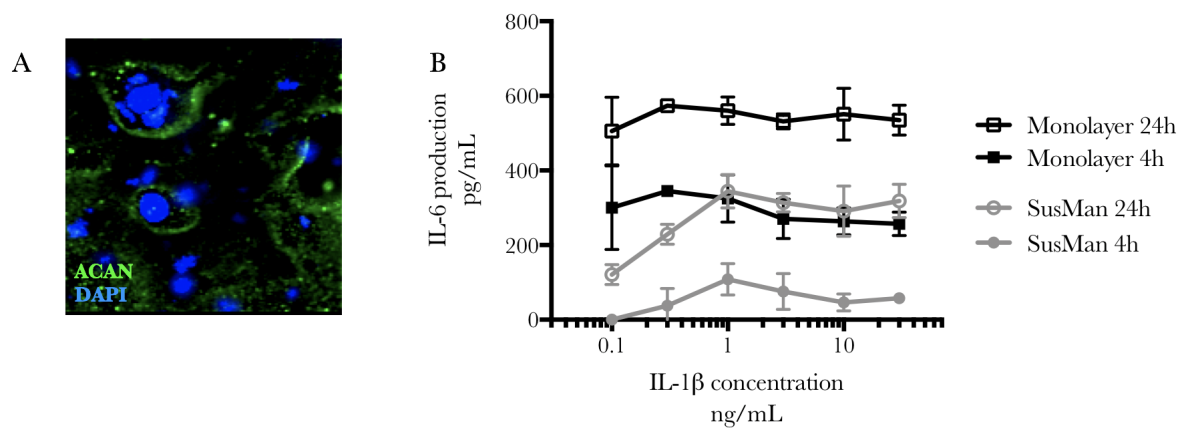 A
ACAN
DAPI
B
IL-6 production
pg/mL
800
600
400
200
0
0.1
1
10
IL-1β concentration
ng/mL
Monolayer 24h
Monolayer 4h
SusMan 24h
SusMan 4h